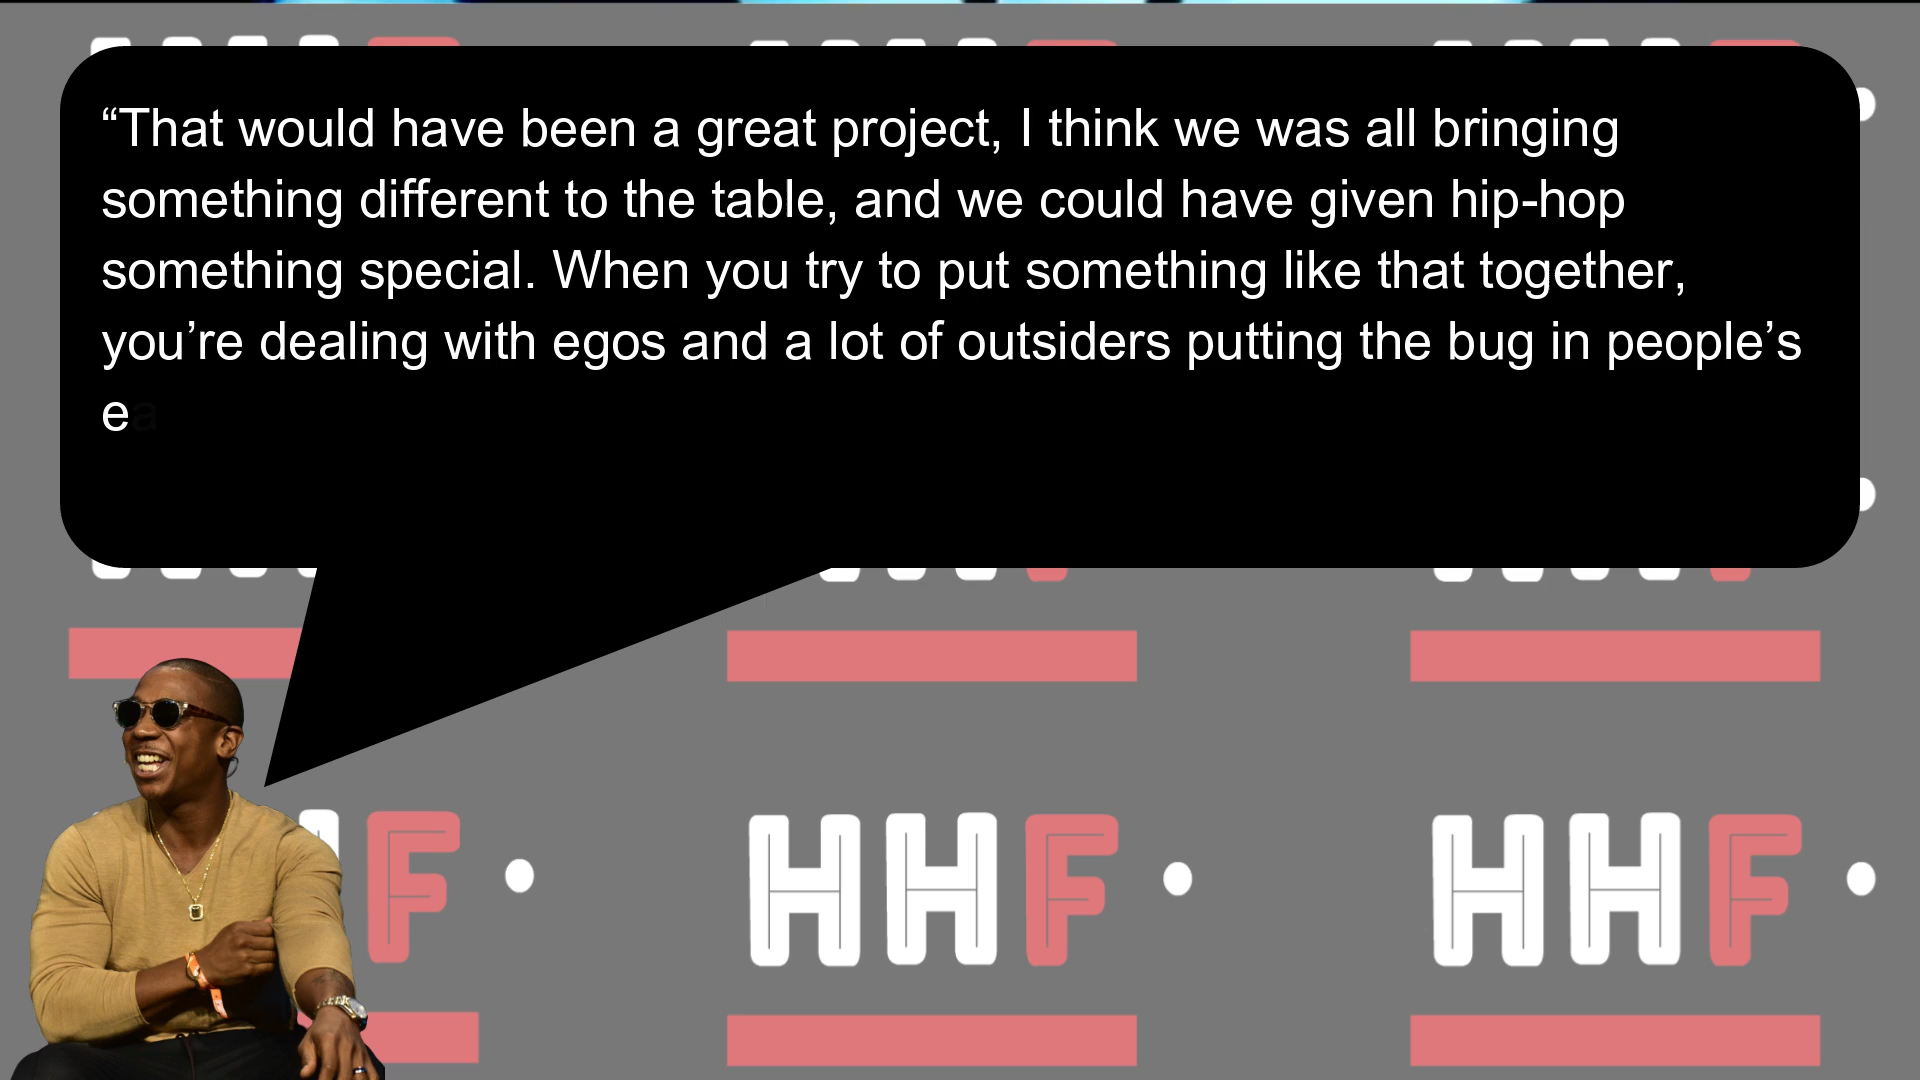 “That would have been a great project, I think we was all bringing
something different to the table, and we could have given hip-hop
something special. When you try to put something like that together,
you’re dealing with egos and a lot of outsiders putting the bug in people’s
ea
F
HHF
HHF